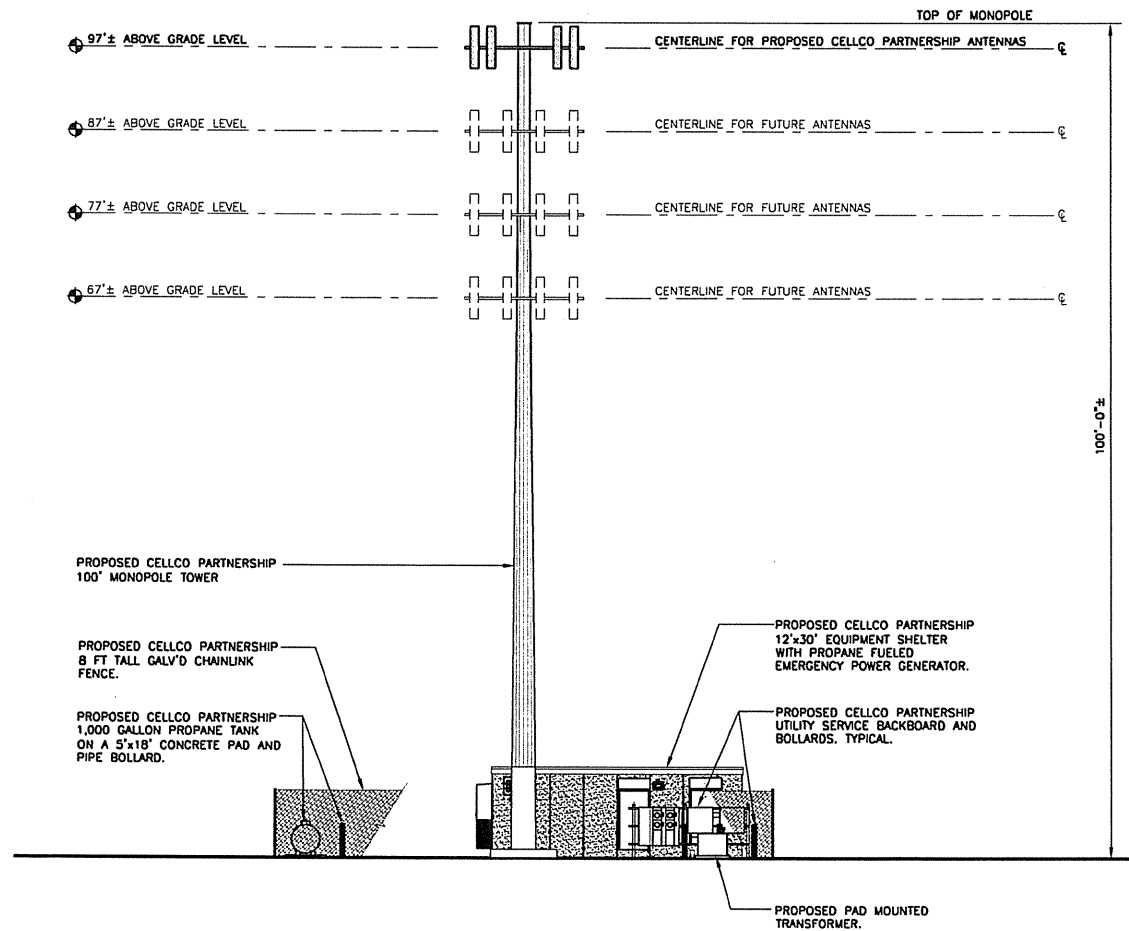 TOP OF MONOPOLE
97'± ABOVE GRADE LEVEL
CENTERLINE FOR PROPOSED CELLCO PARTNERSHIP ANTENNAS
87'± ABOVE GRADE LEVEL
CENTERLINE FOR FUTURE ANTENNAS
77'± ABOVE GRADE LEVEL
CENTERLINE FOR FUTURE ANTENNAS
67'± ABOVE GRADE LEVEL
CENTERLINE FOR FUTURE ANTENNAS
100'-0"±
PROPOSED CELLCO PARTNERSHIP
100' MONOPOLE TOWER
PROPOSED CELLCO PARTNERSHIP
8 FT TALL GALV'D CHAINLINK
FENCE.
PROPOSED CELLCO PARTNERSHIP
1,000 GALLON PROPANE TANK
ON A 5'x18' CONCRETE PAD AND
PIPE BOLLARD.
PROPOSED CELLCO PARTNERSHIP
12'x30' EQUIPMENT SHELTER
WITH PROPANE FUELED
EMERGENCY POWER GENERATOR.
PROPOSED CELLCO PARTNERSHIP
UTILITY SERVICE BACKBOARD AND
BOLLARDS. TYPICAL.
PROPOSED PAD MOUNTED
TRANSFORMER.